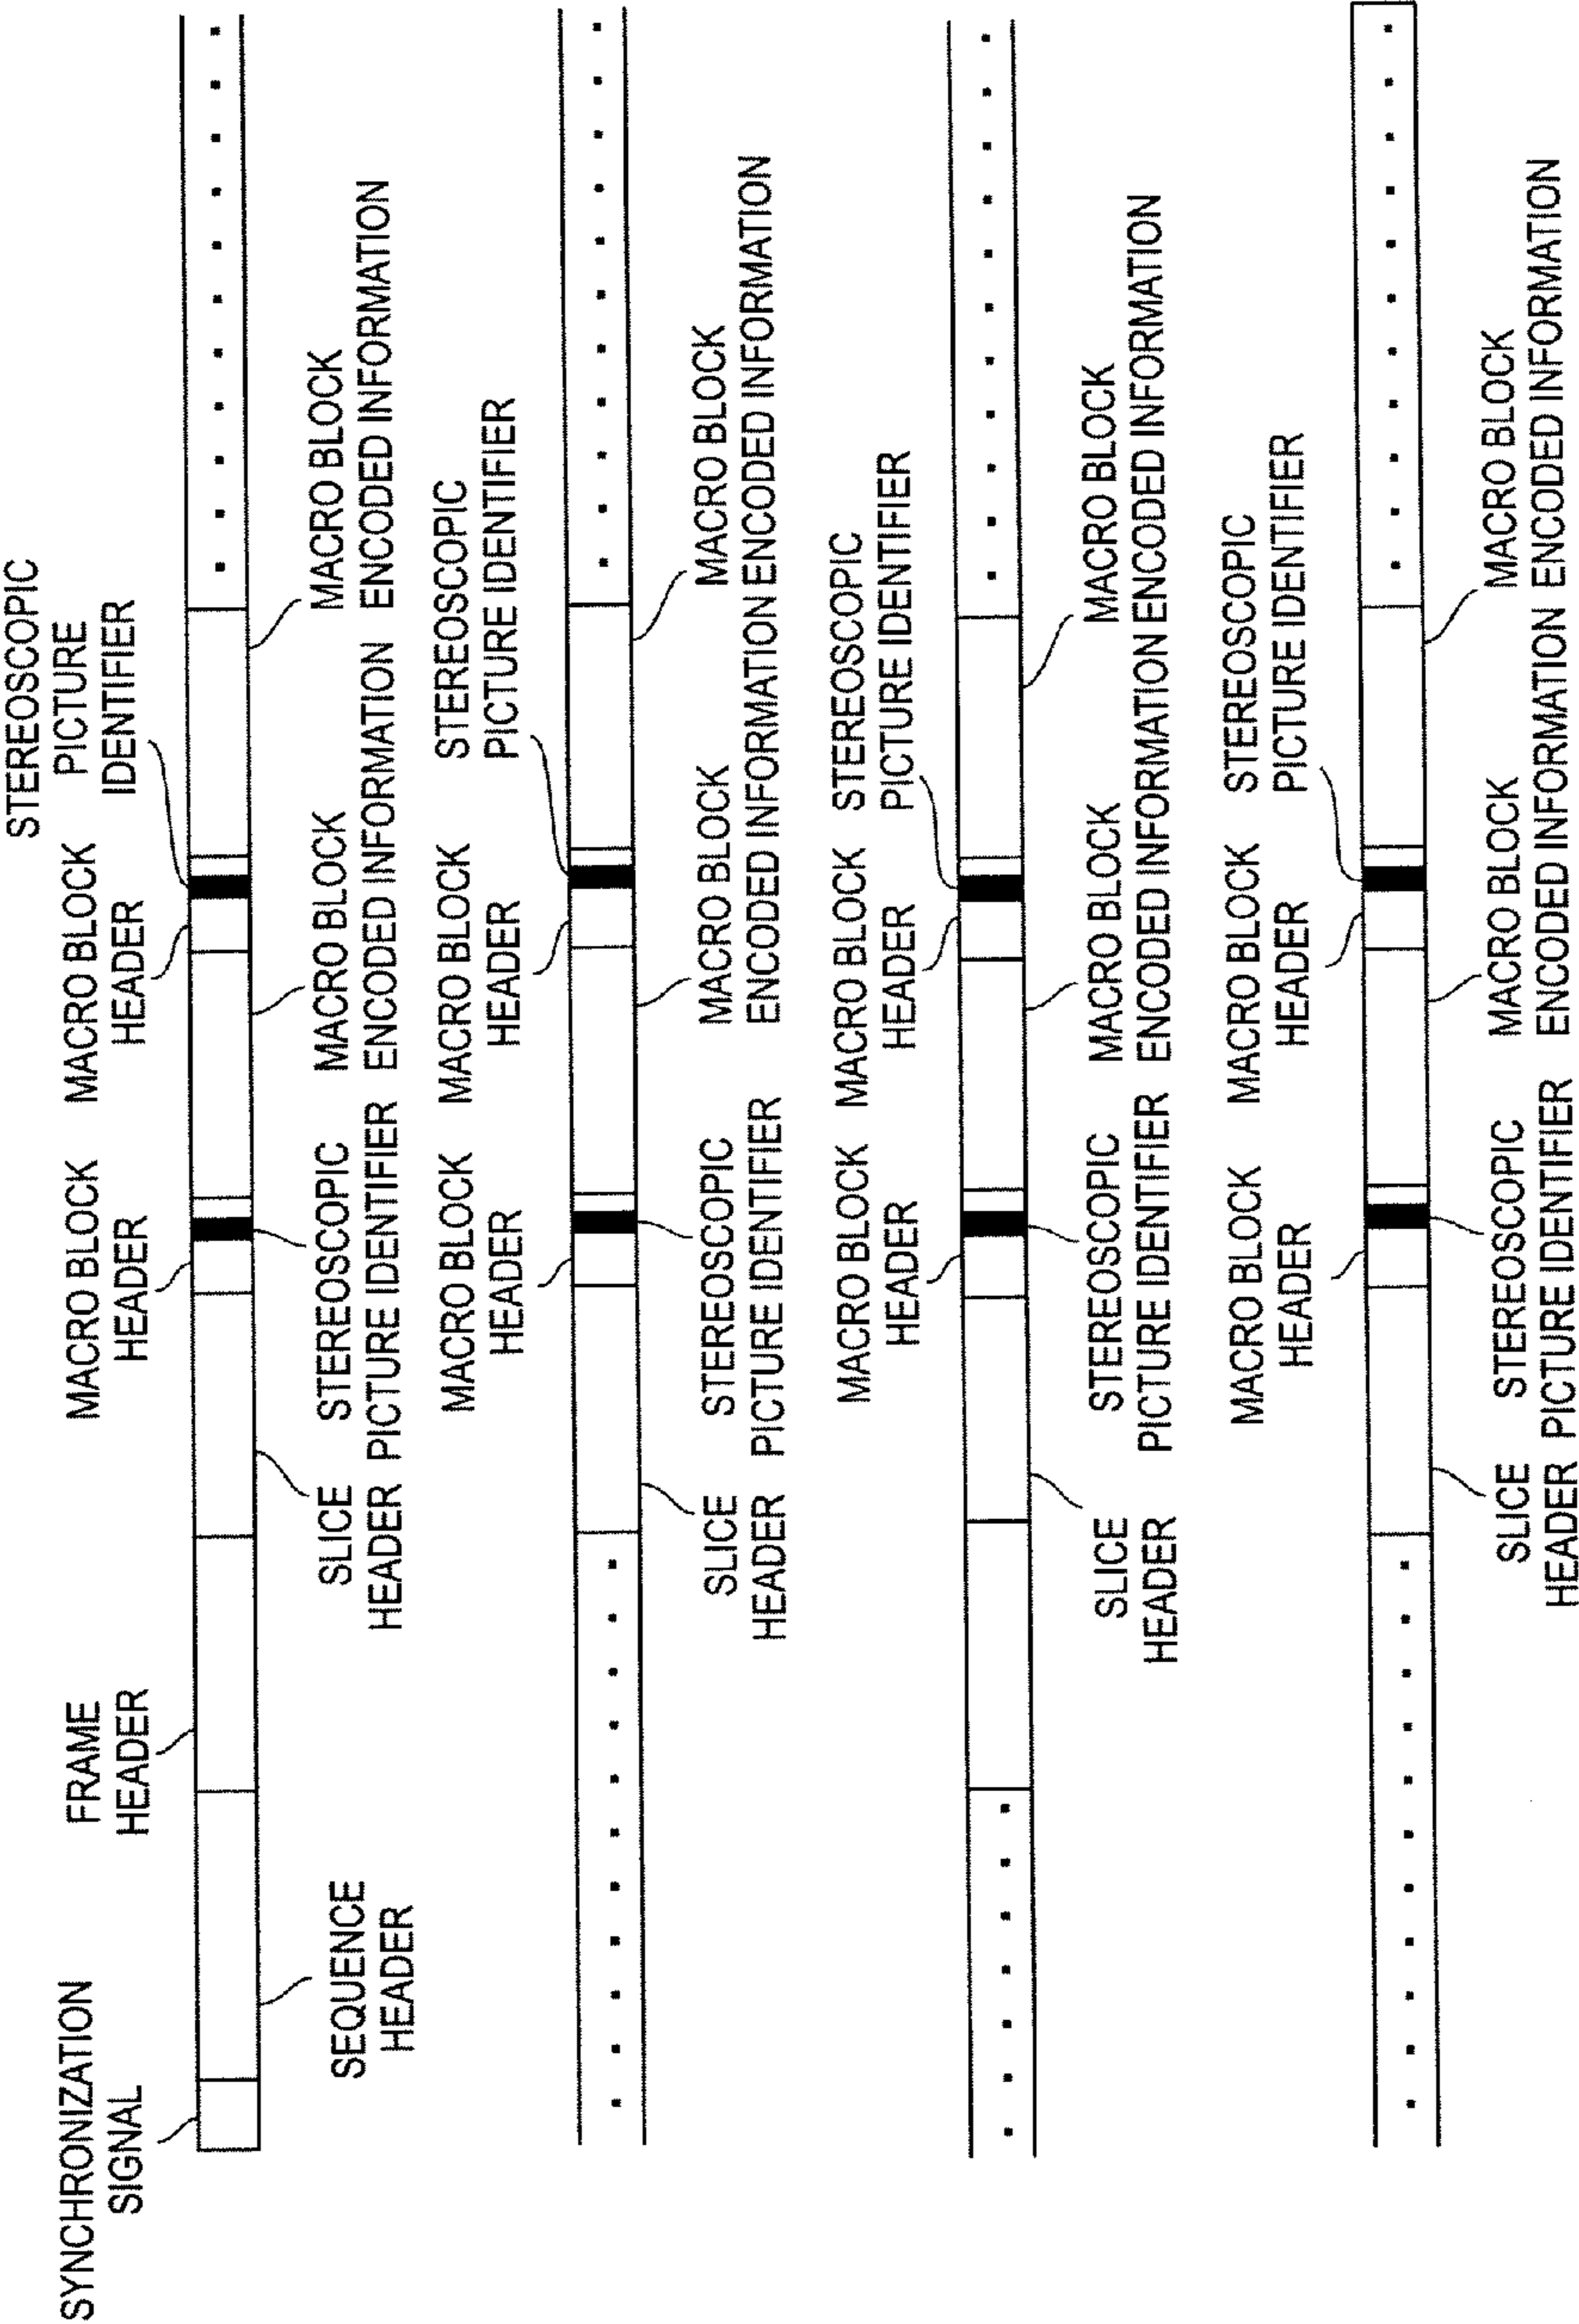 SYNCHRONIZATION
SIGNAL
FRAME
HEADER
MACRO BLOCK
HEADER
MACRO BLOCK
HEADER
STEREOSCOPIC
PICTURE
IDENTIFIER
SEQUENCE
HEADER
SLICE
HEADER
STEREOSCOPIC
PICTURE IDENTIFIER
MACRO BLOCK
ENCODED INFORMATION
MACRO BLOCK
ENCODED INFORMATION
MACRO BLOCK
HEADER
MACRO BLOCK
HEADER
STEREOSCOPIC
PICTURE IDENTIFIER
SLICE
HEADER
STEREOSCOPIC
PICTURE IDENTIFIER
MACRO BLOCK
ENCODED INFORMATION
MACRO BLOCK
ENCODED INFORMATION
MACRO BLOCK
HEADER
MACRO BLOCK
HEADER
STEREOSCOPIC
PICTURE IDENTIFIER
SLICE
HEADER
STEREOSCOPIC
PICTURE IDENTIFIER
MACRO BLOCK
ENCODED INFORMATION
MACRO BLOCK
ENCODED INFORMATION
MACRO BLOCK
HEADER
MACRO BLOCK
HEADER
STEREOSCOPIC
PICTURE IDENTIFIER
SLICE
HEADER
STEREOSCOPIC
PICTURE IDENTIFIER
MACRO BLOCK
ENCODED INFORMATION
MACRO BLOCK
ENCODED INFORMATION